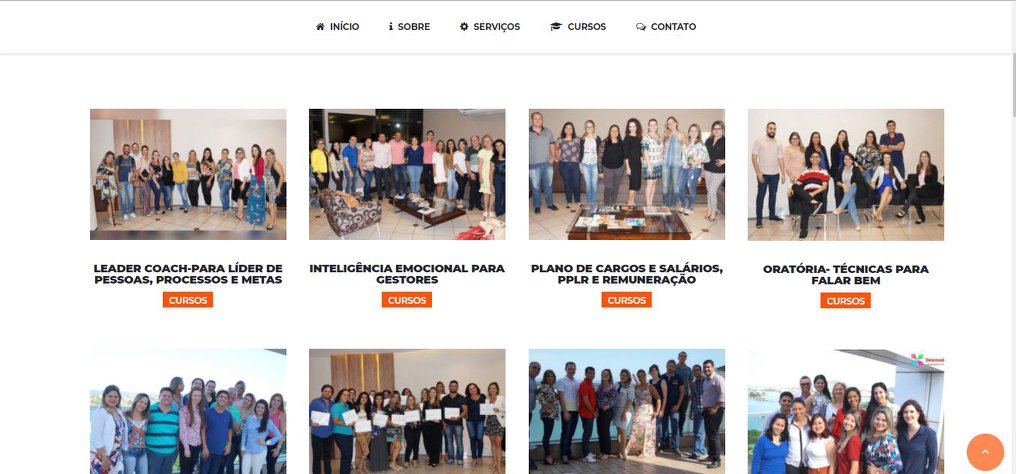 INÍCIO SOBRE SERVIÇOS CURSOS CONTATO
LEADER COACH-PARA LÍDER DE
PESSOAS, PROCESSOS E METAS
CURSOS
INTELIGÊNCIA EMOCIONAL PARA
GESTORES
CURSOS
PLANO DE CARGOS E SALÁRIOS,
PPLR E REMUNERAÇÃO
CURSOS
ORATÓRIA- TÉCNICAS PARA
FALAR BEM
CURSOS